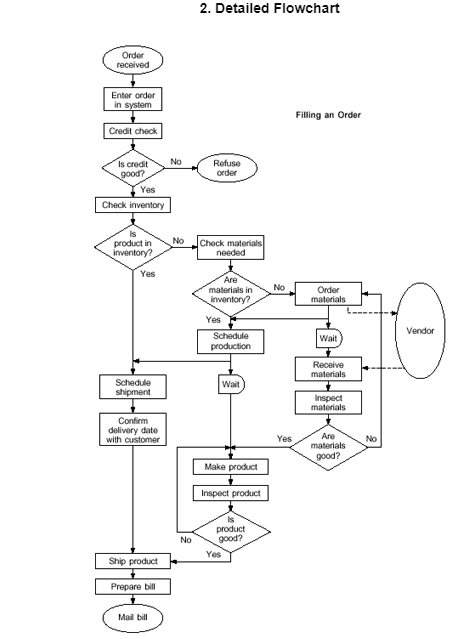 2. Detailed Flowchart
Order
received
Enter order
in system
Filling an Order
Credit check
Is credit
good?
No
Refuse
order
Yes
Check inventory
Is
product in
inventory?
No
Check materials
needed
Yes
Are
materials in
inventory?
No
Order
materials
Yes
Vendor
Schedule
production
Wait
Receive
materials
Schedule
shipment
Wait
Inspect
materials
Confirm
delivery date
with customer
Yes
Are
materials
good?
No
Make product
Inspect product
Is
product
good?
No
Yes
Ship product
Prepare bill
Mail bill